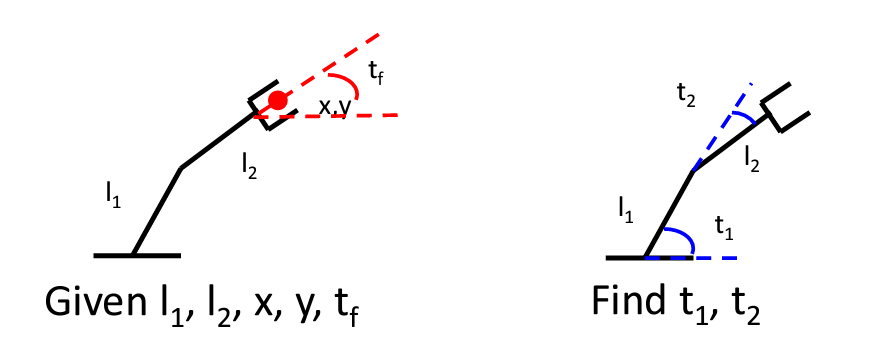 t_f
x,y
l_2
l_1
Given l_1, l_2, x, y, t_f
t_2
l_2
l_1
t_1
Find t_1, t_2